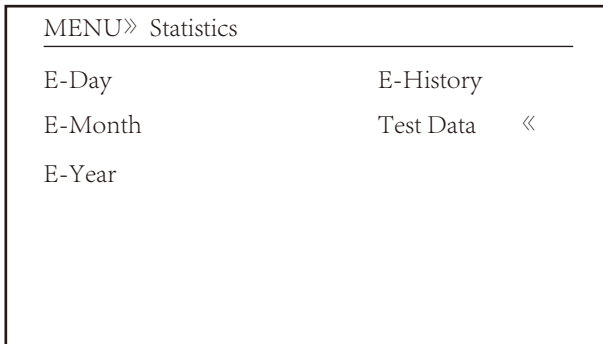 MENU》 Statistics
E-Day E-History
E-Month Test Data 《
E-Year